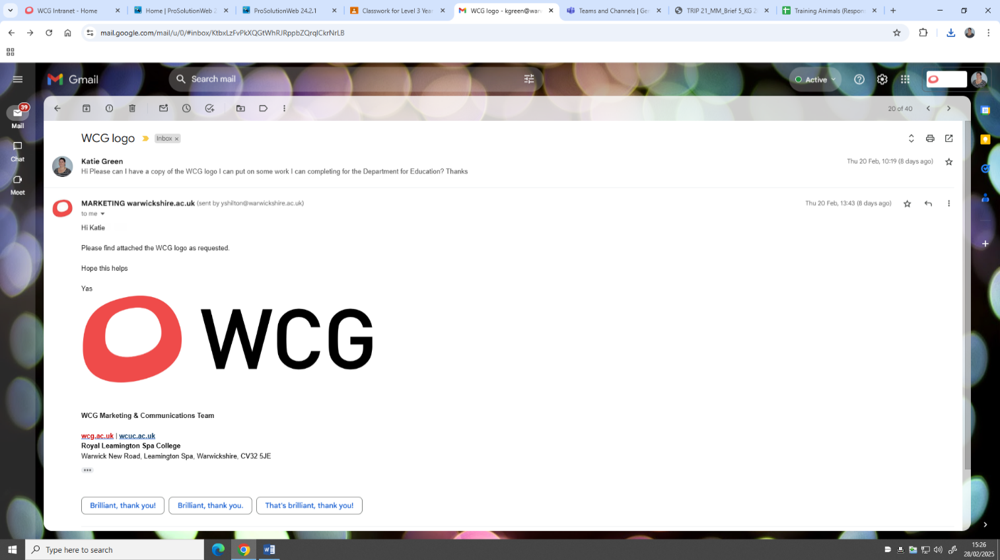 WCG Intranet - Home
Home | ProSolutionWeb 2
ProSolutionWeb 24.2.1
Classwork for Level 3 Year
WCG logo - kgreen@warw
Teams and Channels | Ger
TRIP 21_MM_Brief 5_KG 2
Training Animals (Respon
mail.google.com/mail/u/0/#inbox/KtbxLzFvPkXQGtWhRJRppbZQrqlCkrNrLB
Gmail
Search mail
Active
39
Mail
Chat
Meet
20 of 40
WCG logo
Inbox x
Katie Green
Thu 20 Feb, 10:19 (8 days ago)
Hi Please can I have a copy of the WCG logo I can put on some work I can completing for the Department for Education? Thanks
MARKETING warwickshire.ac.uk (sent by yshilton@warwickshire.ac.uk)
Thu 20 Feb, 13:43 (8 days ago)
to me
Hi Katie
Please find attached the WCG logo as requested.
Hope this helps
Yas
WCG
WCG Marketing & Communications Team
wcg.ac.uk | wcuc.ac.uk
Royal Leamington Spa College
Warwick New Road, Leamington Spa, Warwickshire, CV32 5JE
Brilliant, thank you!
Brilliant, thank you.
That's brilliant, thank you!
Type here to search
15:26
28/02/2025